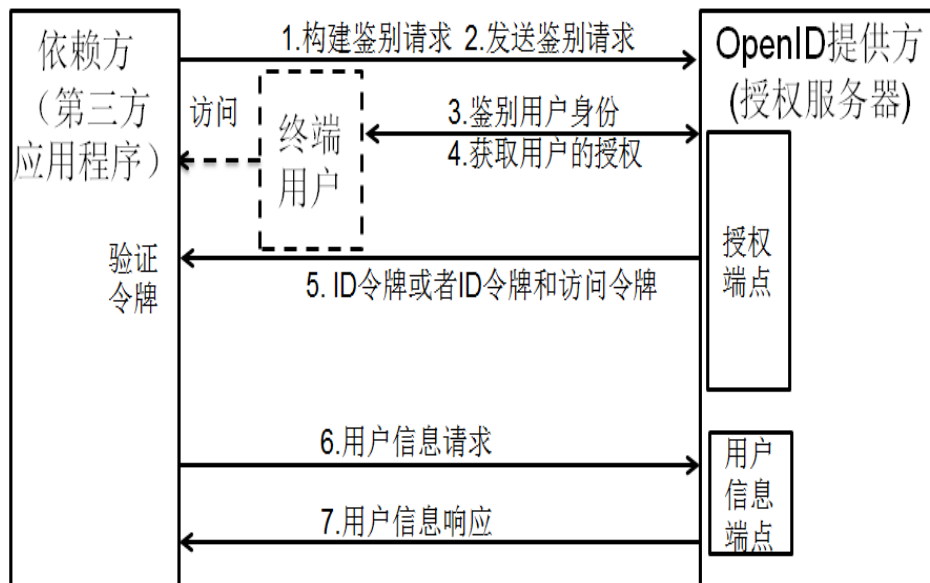 依赖方
（第三方
应用程序）
1.构建鉴别请求 2.发送鉴别请求
OpenID提供方
(授权服务器)
访问
终端
用户
3.鉴别用户身份
4.获取用户的授权
验证
令牌
5. ID令牌或者ID令牌和访问令牌
授权
端点
6.用户信息请求
7.用户信息响应
用户
信息
端点